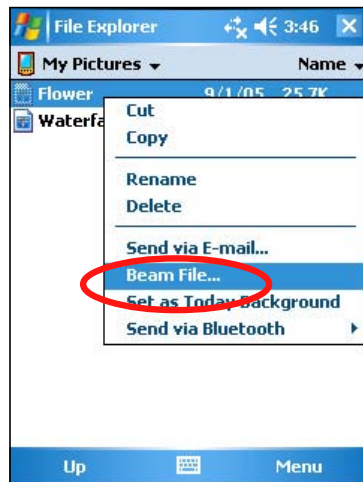 File Explorer 3:46
My Pictures Name
Flower 9/1/05 25.7K
Waterfa
Cut
Copy
Rename
Delete
Send via E-mail...
Beam File...
Set as Today Background
Send via Bluetooth
Up Menu